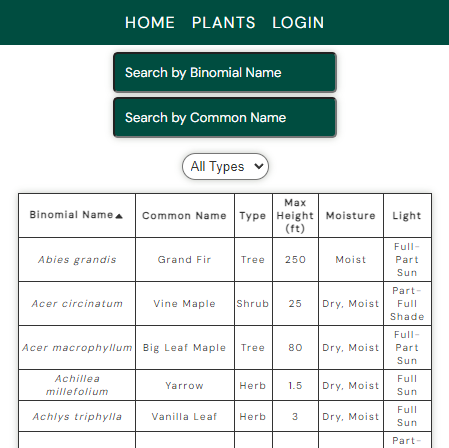 HOME PLANTS LOGIN
Search by Binomial Name
Search by Common Name
All Types
Binomial Name▲ Common Name Type Max Height (ft) Moisture Light
Abies grandis Grand Fir Tree 250 Moist Full-Part Sun
Acer circinatum Vine Maple Shrub 25 Dry, Moist Part-Full Shade
Acer macrophyllum Big Leaf Maple Tree 80 Dry, Moist Full-Part Sun
Achillea millefolium Yarrow Herb 1.5 Dry, Moist Full Sun
Achlys triphylla Vanilla Leaf Herb 3 Dry, Moist Full Sun
Part-